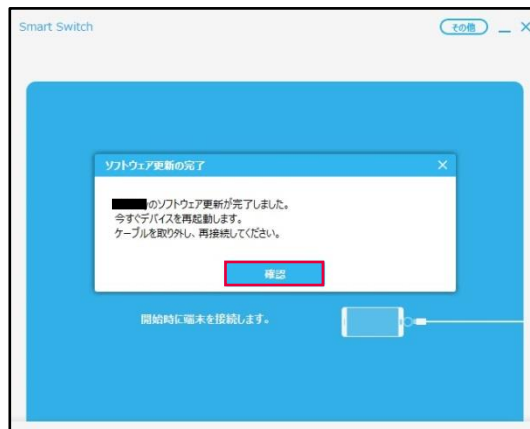 Smart Switch
その他
ソフトウェア更新の完了
のソフトウェア更新が完了しました。
今すぐデバイスを再起動します。
ケーブルを取り外し、再接続してください。
確認
開始時に端末を接続します。